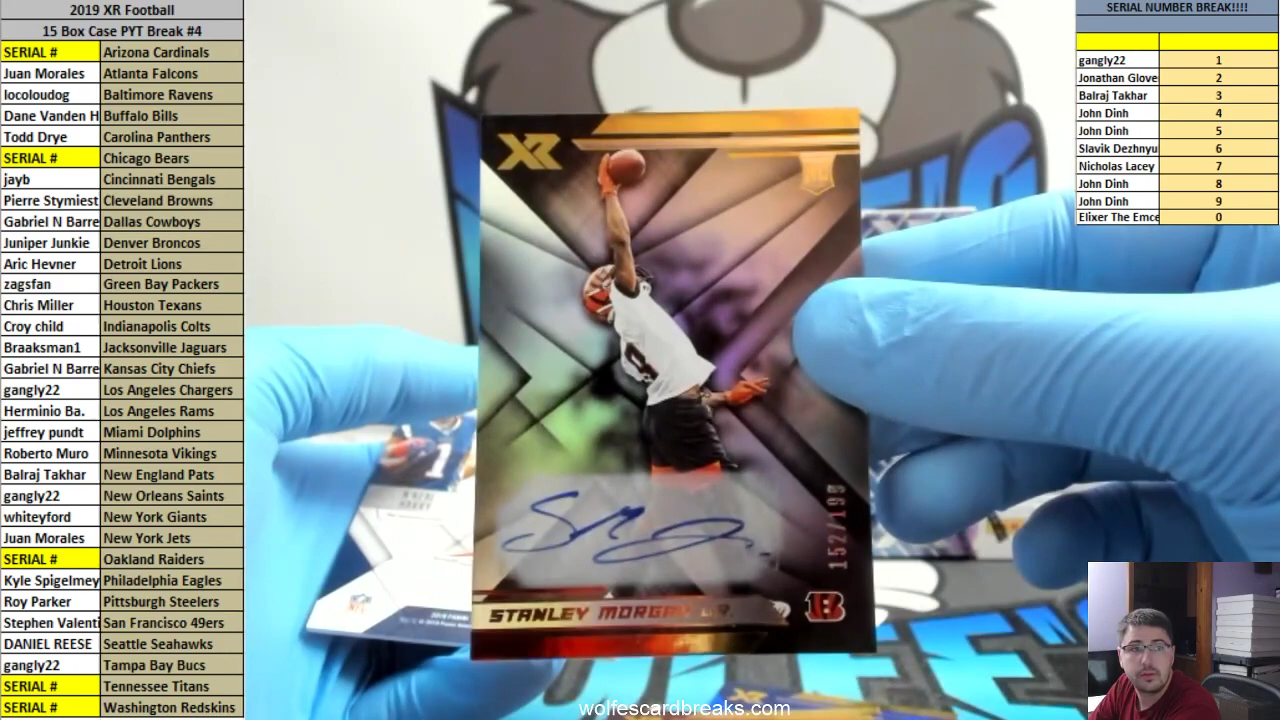 2019 XR Football
15 Box Case PYT Break #4
SERIAL # Arizona Cardinals
Juan Morales Atlanta Falcons
locoloudog Baltimore Ravens
Dane Vanden H Buffalo Bills
Todd Drye Carolina Panthers
SERIAL # Chicago Bears
jayb Cincinnati Bengals
Pierre Stymiest Cleveland Browns
Gabriel N Barre Dallas Cowboys
Juniper Junkie Denver Broncos
Aric Hevner Detroit Lions
zagsfan Green Bay Packers
Chris Miller Houston Texans
Croy child Indianapolis Colts
Braaksman1 Jacksonville Jaguars
Gabriel N Barre Kansas City Chiefs
gangly22 Los Angeles Chargers
Herminio Ba. Los Angeles Rams
jeffrey pundt Miami Dolphins
Roberto Muro Minnesota Vikings
Balraj Takhar New England Pats
gangly22 New Orleans Saints
whiteyford New York Giants
Juan Morales New York Jets
SERIAL # Oakland Raiders
Kyle Spigelmey Philadelphia Eagles
Roy Parker Pittsburgh Steelers
Stephen Valenti San Francisco 49ers
DANIEL REESE Seattle Seahawks
gangly22 Tampa Bay Bucs
SERIAL # Tennessee Titans
SERIAL # Washington Redskins
XR
152/199
STANLEY MORGAN JR.
B
SERIAL NUMBER BREAK!!!!
gangly22 1
Jonathan Glove 2
Balraj Takhar 3
John Dinh 4
John Dinh 5
Slavik Dezhnyu 6
Nicholas Lacey 7
John Dinh 8
John Dinh 9
Elixer The Emce 0
wolfescardbreaks.com